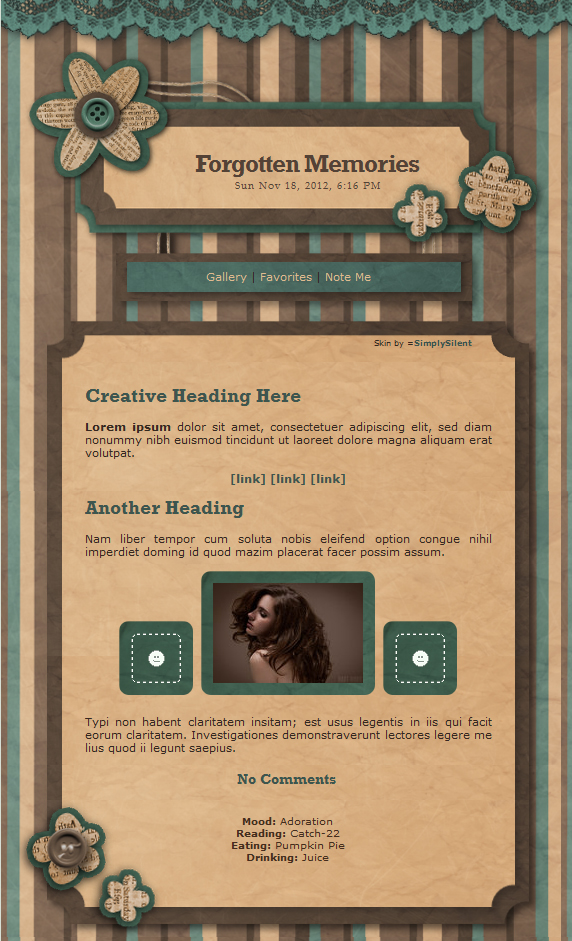 Forgotten Memories
Sun Nov 18, 2012, 6:16 PM
Gallery | Favorites | Note Me
Skin by =SimplySilent
Creative Heading Here
Lorem ipsum dolor sit amet, consectetuer adipiscing elit, sed diam
nonummy nibh euismod tincidunt ut laoreet dolore magna aliquam erat
volutpat.
[link] [link] [link]
Another Heading
Nam liber tempor cum soluta nobis eleifend option congue nihil
imperdiet doming id quod mazim placerat facer possim assum.
Typi non habent claritatem insitam; est usus legentis in iis qui facit
eorum claritatem. Investigationes demonstraverunt lectores legere me
lius quod ii legunt saepius.
No Comments
Mood: Adoration
Reading: Catch-22
Eating: Pumpkin Pie
Drinking: Juice